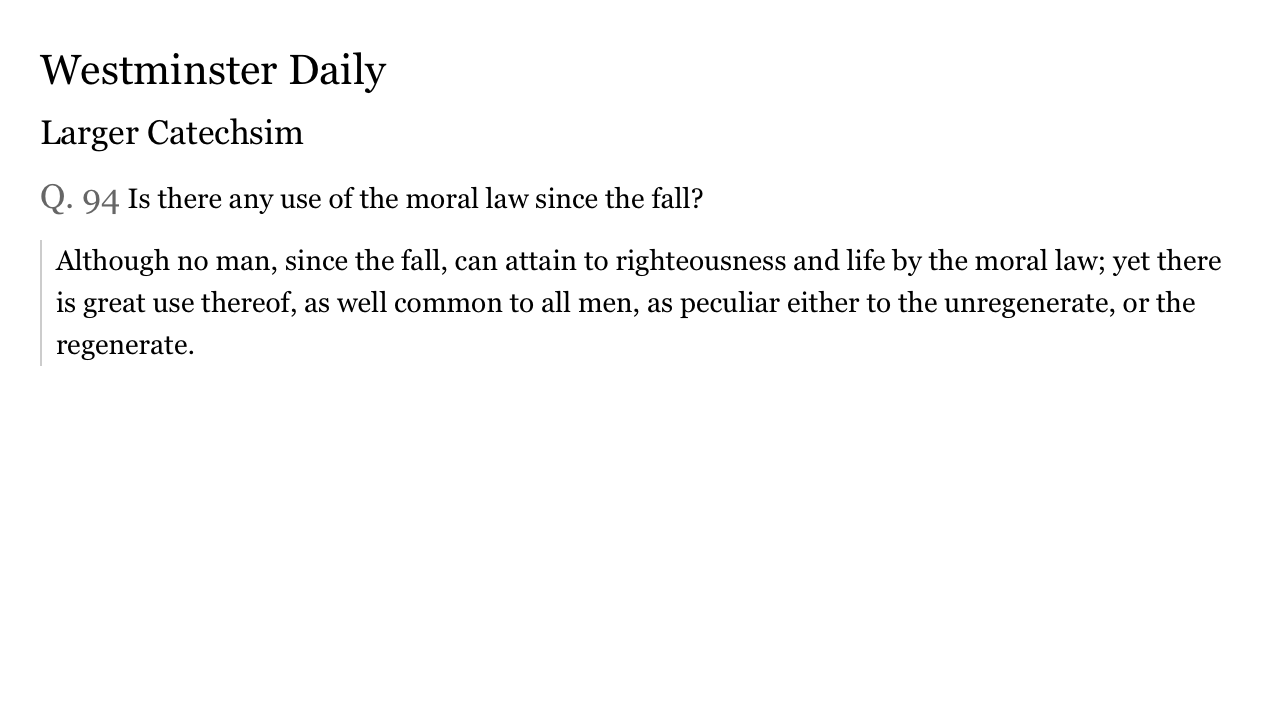 Westminster Daily
Larger Catechsim
Q. 94 Is there any use of the moral law since the fall?
Although no man, since the fall, can attain to righteousness and life by the moral law; yet there
is great use thereof, as well common to all men, as peculiar either to the unregenerate, or the
regenerate.